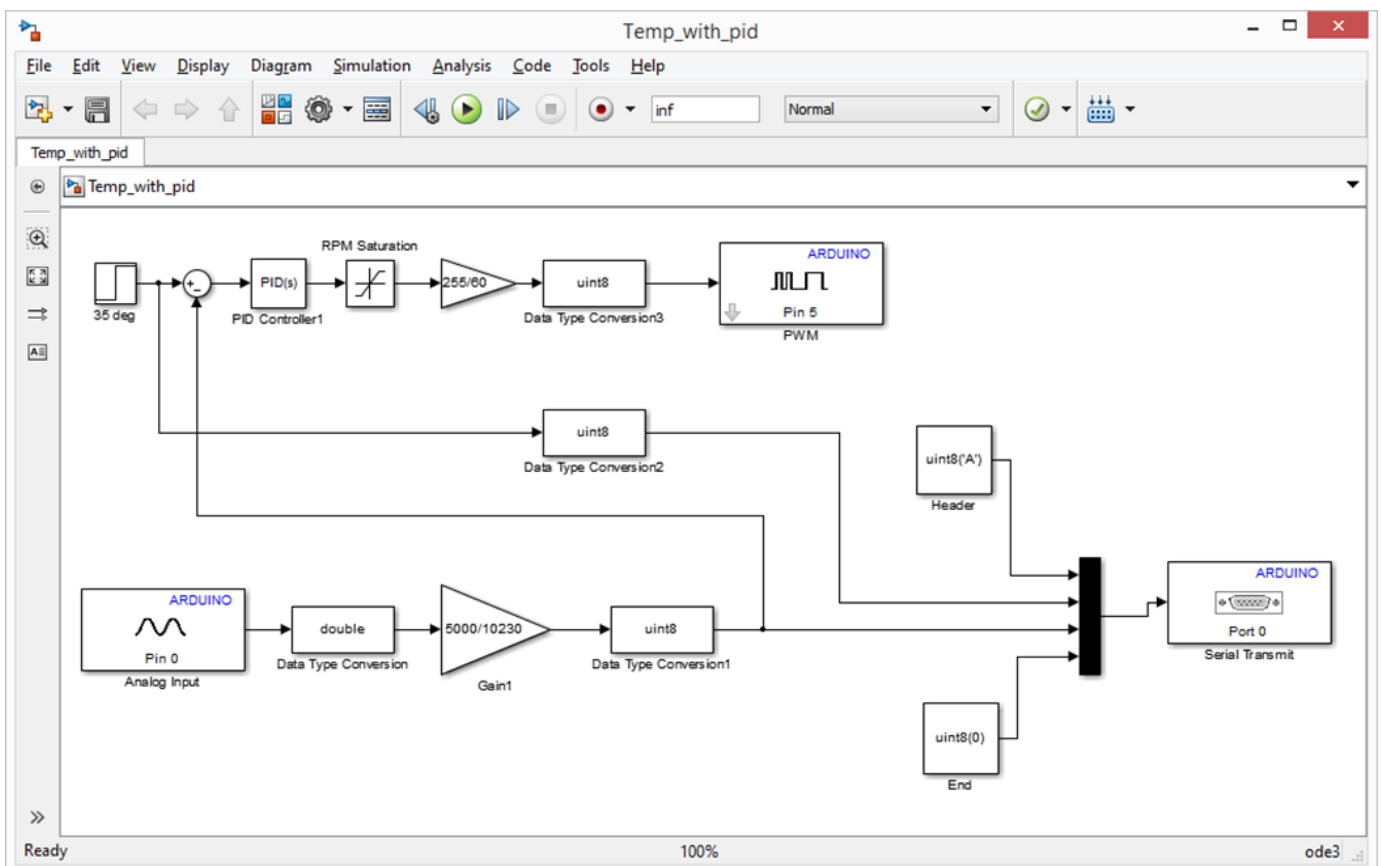 Temp_with_pid
File Edit View Display Diagram Simulation Analysis Code Tools Help
inf
Normal
Temp_with_pid
Temp_with_pid
RPM Saturation
35 deg
PID(s)
PID Controller1
255/60
uint8
Data Type Conversion3
ARDUINO
Pin 5
PWM
uint8
Data Type Conversion2
uint8('A')
Header
ARDUINO
Pin 0
Analog Input
double
Data Type Conversion
5000/10230
Gain1
uint8
Data Type Conversion1
ARDUINO
Port 0
Serial Transmit
uint8(0)
End
Ready
100%
ode3